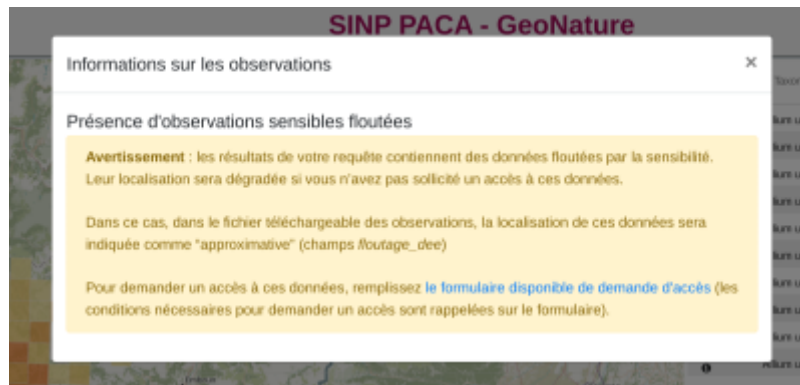 SINP PACA - GeoNature
Informations sur les observations
×
Présence d'observations sensibles floutées
Avertissement : les résultats de votre requête contiennent des données floutées par la sensibilité.
Leur localisation sera dégradée si vous n'avez pas sollicité un accès à ces données.
Dans ce cas, dans le fichier téléchargeable des observations, la localisation de ces données sera
indiquée comme "approximative" (champs floutage_dee)
Pour demander un accès à ces données, remplissez le formulaire disponible de demande d'accès (les
conditions nécessaires pour demander un accès sont rappelées sur le formulaire).